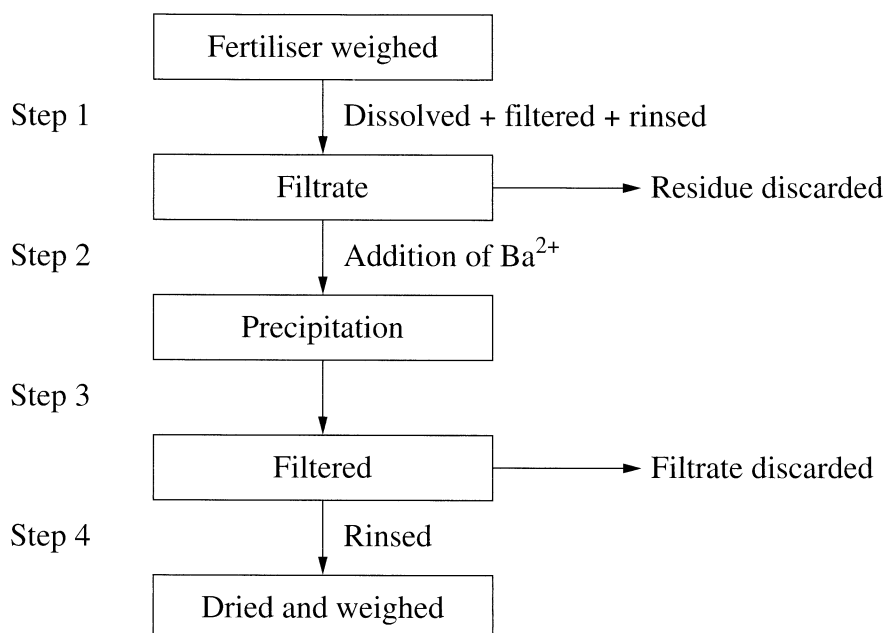 Fertiliser weighed
Step 1
Dissolved + filtered + rinsed
Filtrate
Residue discarded
Step 2
Addition of Ba²⁺
Precipitation
Step 3
Filtered
Filtrate discarded
Step 4
Rinsed
Dried and weighed